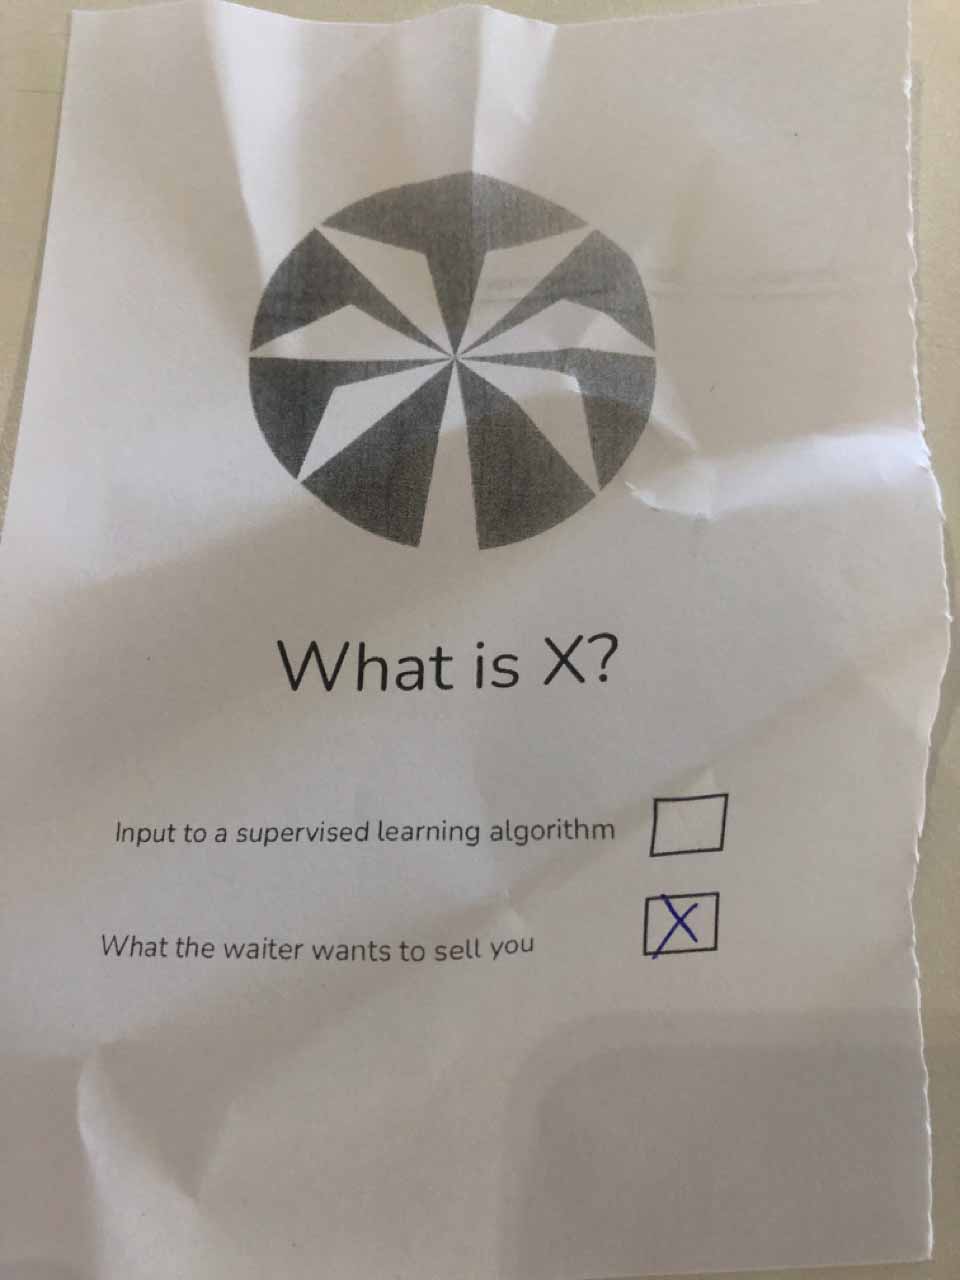 What is X?
Input to a supervised learning algorithm
What the waiter wants to sell you X